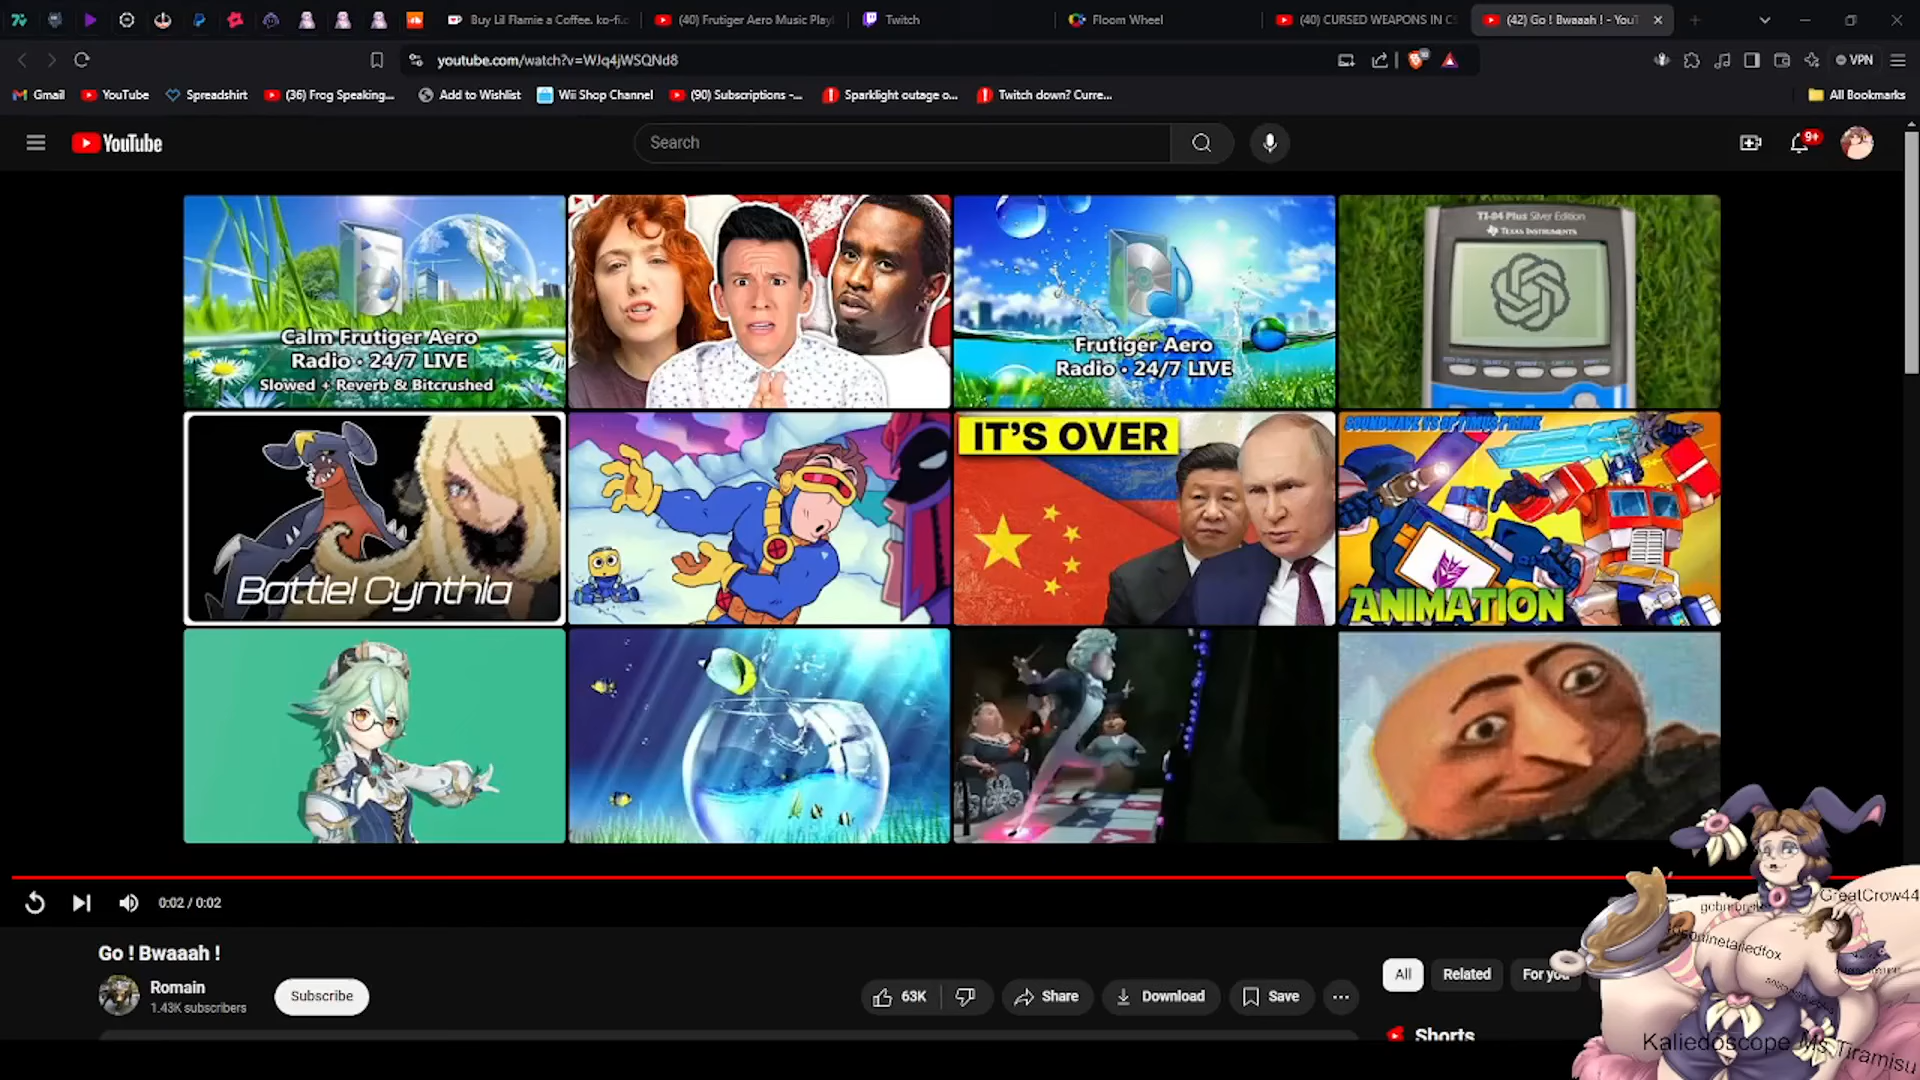 Buy Lil Flamie a Coffee. ko-fi.c
(40) Frutiger Aero Music Playl
Twitch
Floom Wheel
(40) CURSED WEAPONS IN CS
(42) Go ! Bwaaah ! - YouT
youtube.com/watch?v=WJq4jWSQNd8
VPN
Gmail
YouTube
Spreadshirt
(36) Frog Speaking...
Add to Wishlist
Wii Shop Channel
(90) Subscriptions -...
Sparklight outage o...
Twitch down? Curre...
All Bookmarks
YouTube
Search
9+
Calm Frutiger Aero
Radio • 24/7 LIVE
Slowed + Reverb & Bitcrushed
Frutiger Aero
Radio • 24/7 LIVE
TI-84 Plus Silver Edition
TEXAS INSTRUMENTS
Battle! Cynthia
IT'S OVER
SOUNDWAVE VS OPTIMUS PRIME
ANIMATION
0:02 / 0:02
Go ! Bwaaah !
Romain
1.43K subscribers
Subscribe
63K
Share
Download
Save
All
Related
For you
Shorts
GreatCrow44
Kaliedoscope
Ms Tiramisu